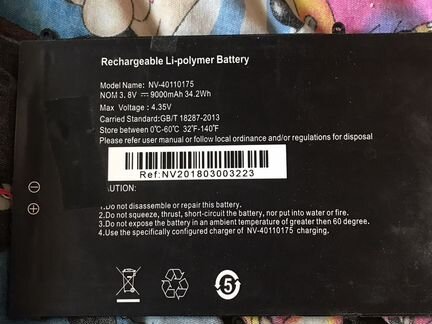 Rechargeable Li-polymer Battery
Model Name: NV-40110175
NOM 3.8V ⎓ 9000mAh 34.2Wh
Max Voltage : 4.35V
Carried Standard:GB/T 18287-2013
Store between 0℃-60℃ 32℉-140℉
Please refer user manual or follow local ordinance and/or regulations for disposal
Ref:NV201803003223
AUTION:
1.Do not disassemble or repair this battery.
2.Do not squeeze, thrust, short-circuit the battery, nor put into water or fire.
3.Do not expose the battery in an ambient temperature of greater then 60 degree.
4.Use the specifically configured charger of NV-40110175 charging.
5